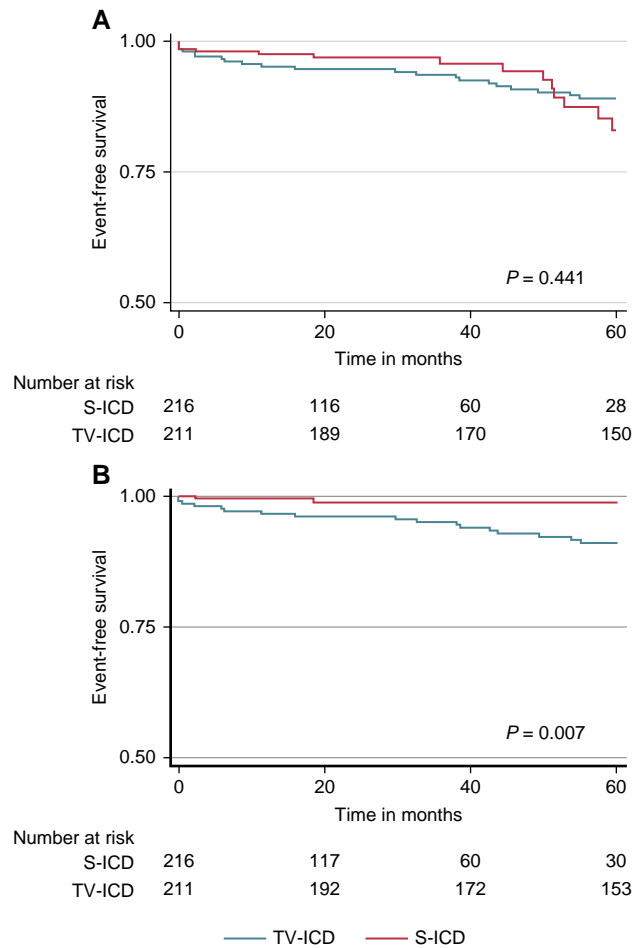 A
1.00
0.75
0.50
Event-free survival
P = 0.441
0 20 40 60
Time in months
Number at risk
S-ICD 216 116 60 28
TV-ICD 211 189 170 150
B
1.00
0.75
0.50
Event-free survival
P = 0.007
0 20 40 60
Time in months
Number at risk
S-ICD 216 117 60 30
TV-ICD 211 192 172 153
TV-ICD S-ICD